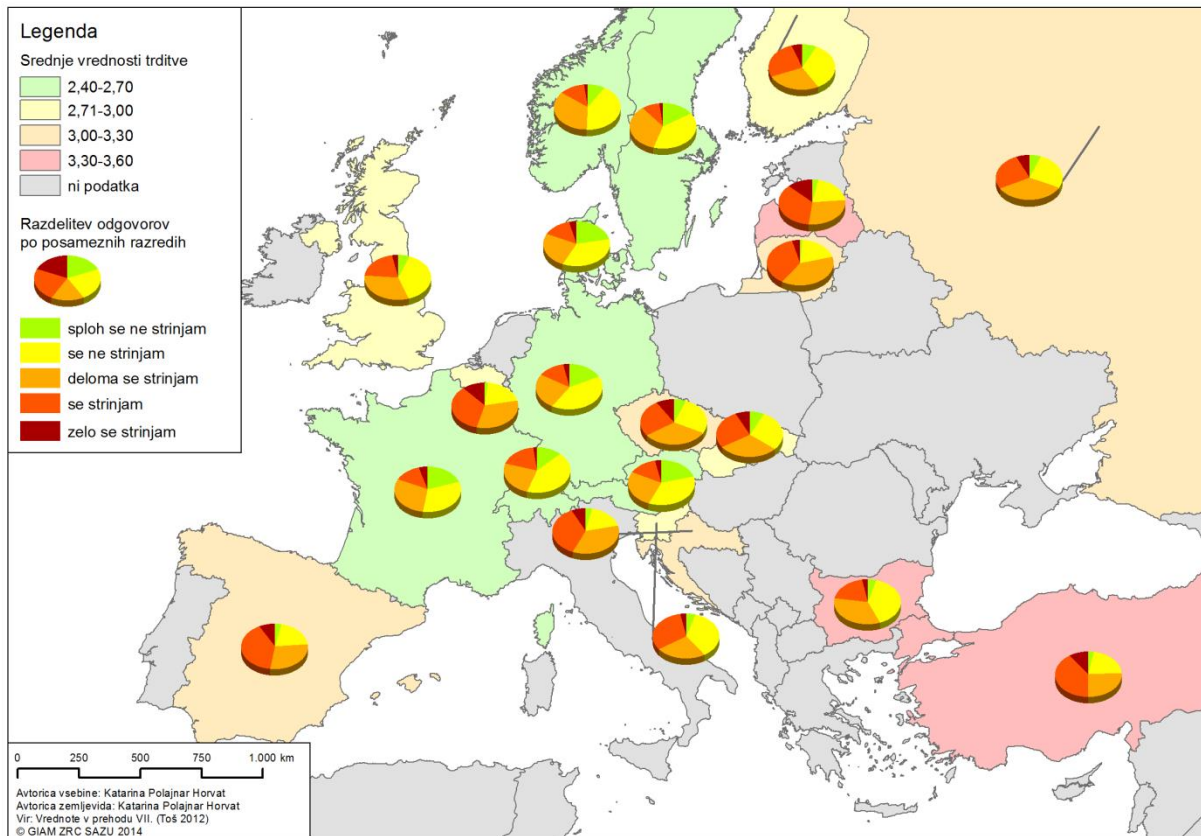 Legenda
Srednje vrednosti trditve
2,40-2,70
2,71-3,00
3,00-3,30
3,30-3,60
ni podatka
Razdelitev odgovorov
po posameznih razredih
sploh se ne strinjam
se ne strinjam
deloma se strinjam
se strinjam
zelo se strinjam
0 250 500 750 1.000 km
Avtorica vsebine: Katarina Polajnar Horvat
Avtorica zemljevida: Katarina Polajnar Horvat
Vir: Vrednote v prehodu VII. (Toš 2012)
© GIAM ZRC SAZU 2014